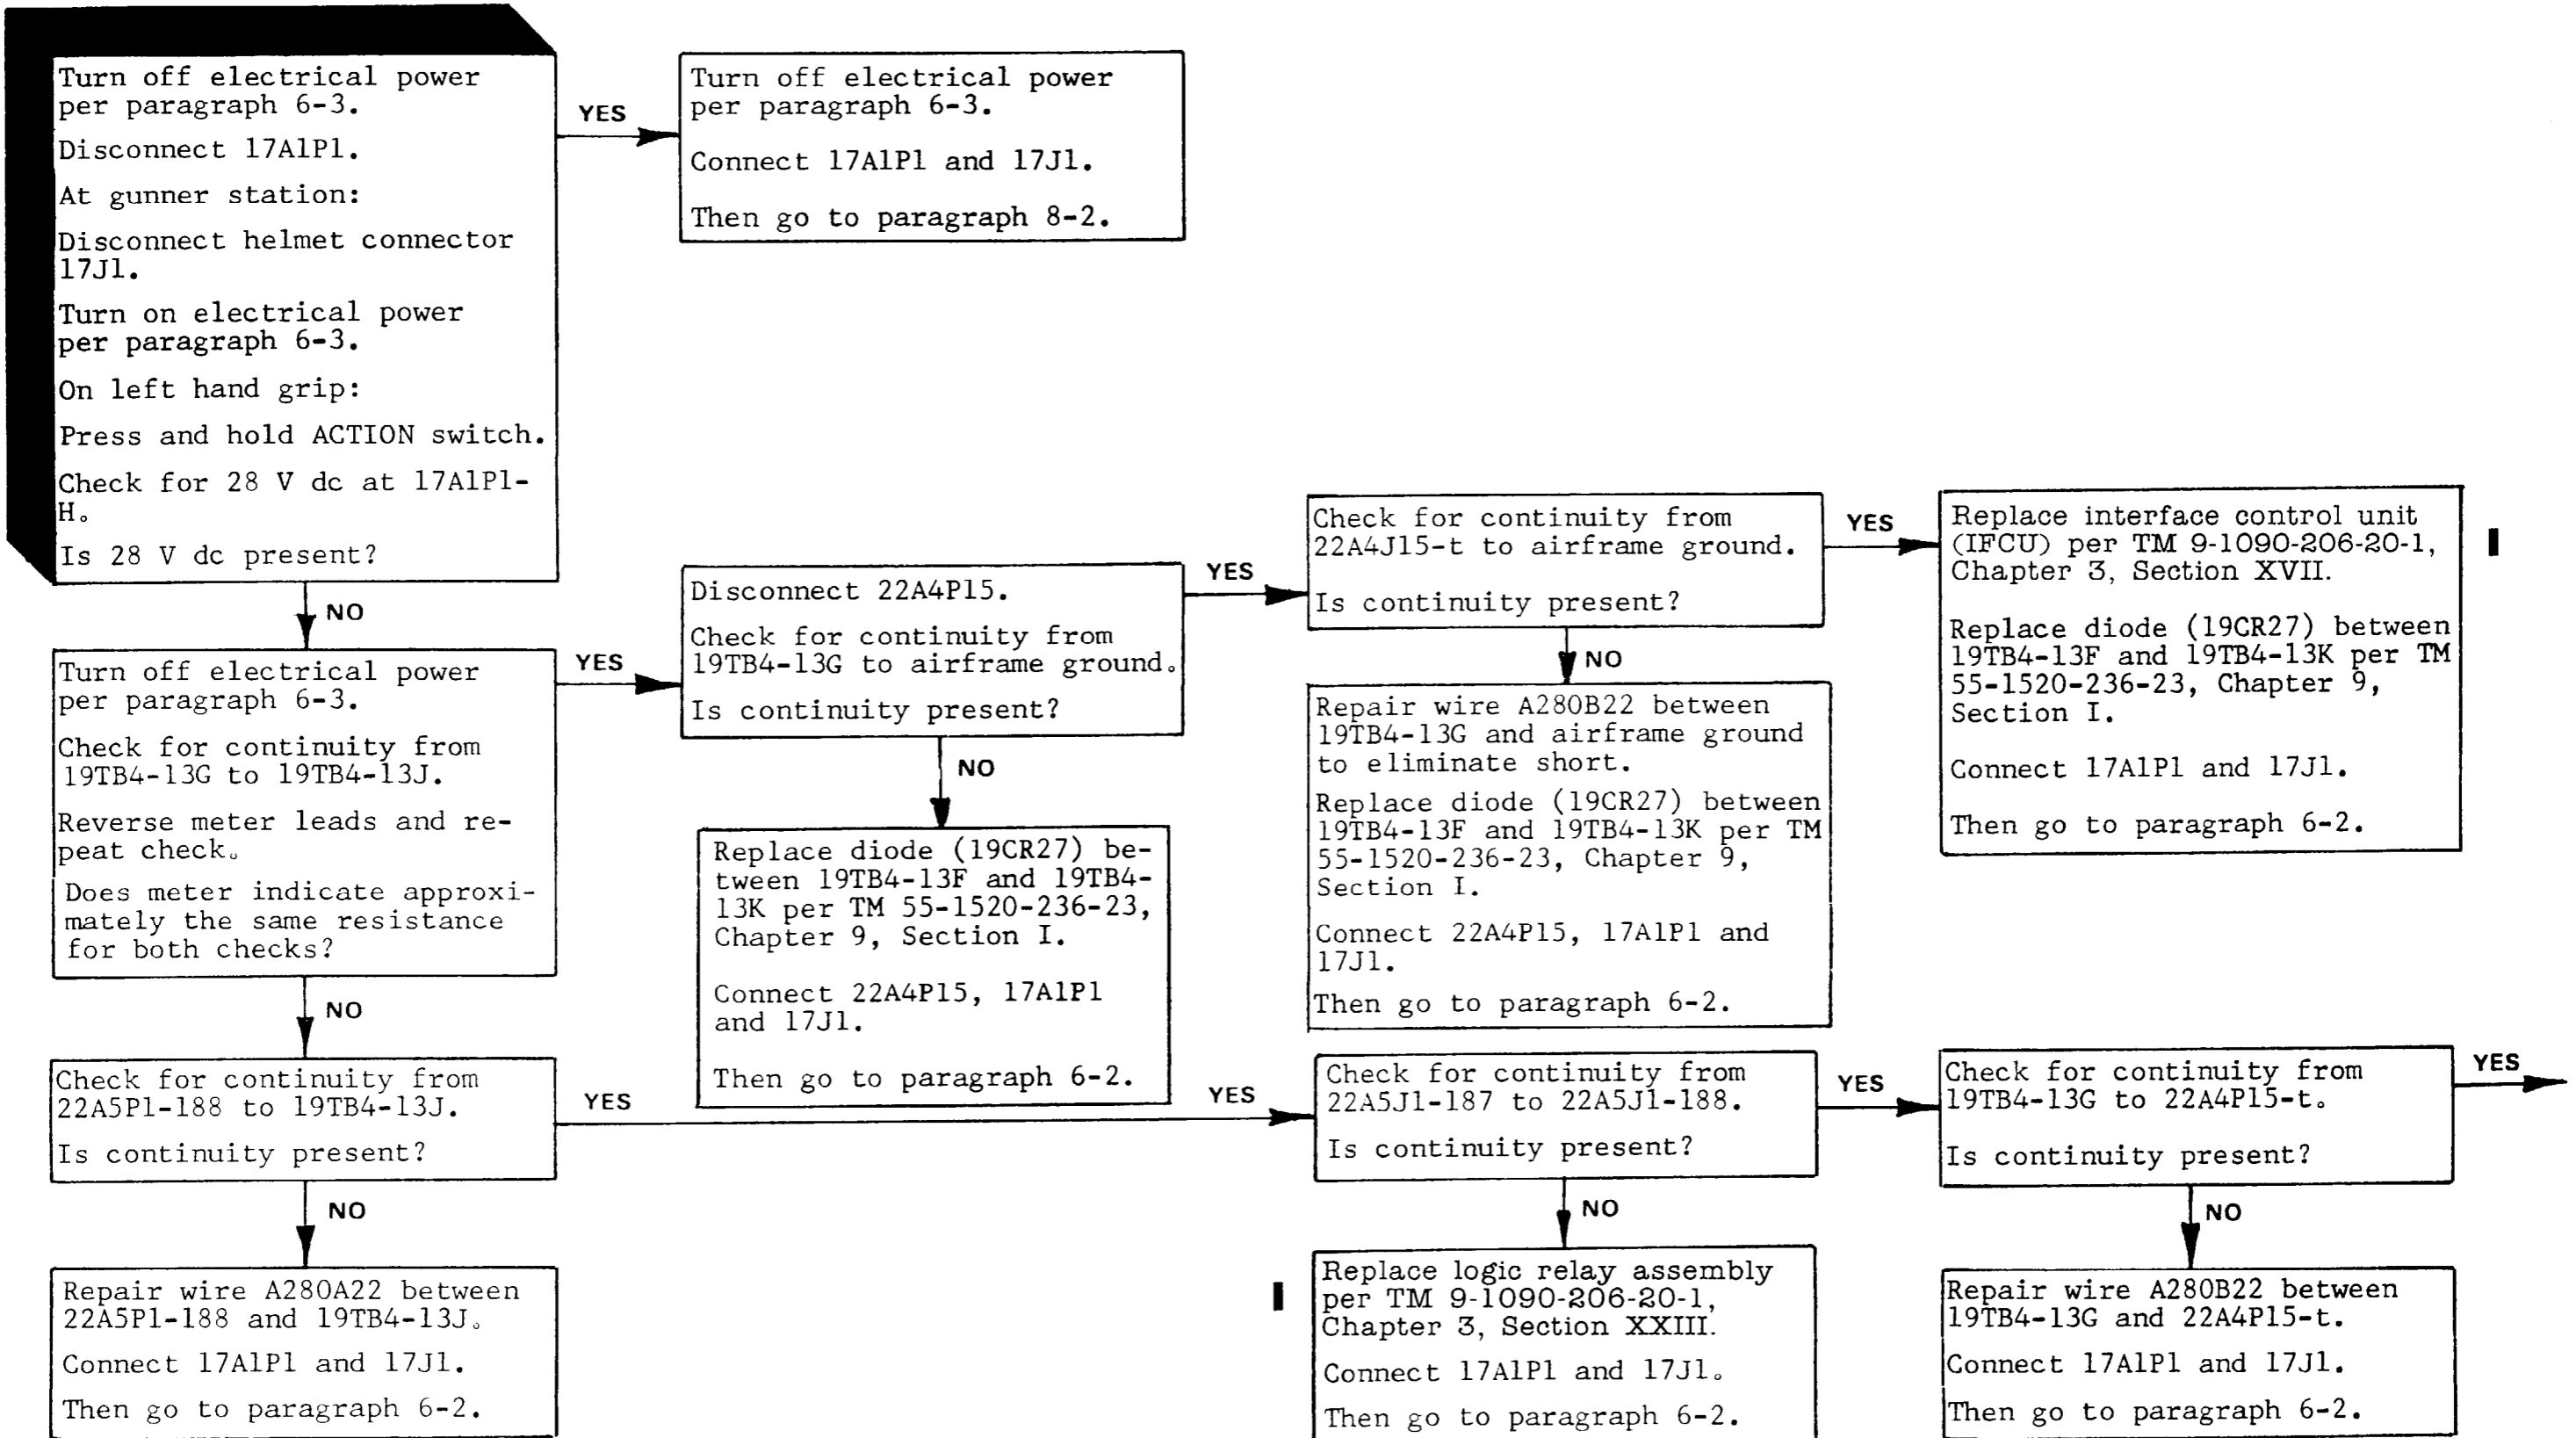 Turn off electrical power
per paragraph 6-3.
Disconnect 17A1P1.
At gunner station:
Disconnect helmet connector
17J1.
Turn on electrical power
per paragraph 6-3.
On left hand grip:
Press and hold ACTION switch.
Check for 28 V dc at 17A1P1-
H.
Is 28 V dc present?
YES
Turn off electrical power
per paragraph 6-3.
Connect 17A1P1 and 17J1.
Then go to paragraph 8-2.
NO
Turn off electrical power
per paragraph 6-3.
Check for continuity from
19TB4-13G to 19TB4-13J.
Reverse meter leads and re-
peat check.
Does meter indicate approxi-
mately the same resistance
for both checks?
YES
Disconnect 22A4P15.
Check for continuity from
19TB4-13G to airframe ground.
Is continuity present?
YES
Check for continuity from
22A4J15-t to airframe ground.
Is continuity present?
YES
Replace interface control unit
(IFCU) per TM 9-1090-206-20-1,
Chapter 3, Section XVII.
Replace diode (19CR27) between
19TB4-13F and 19TB4-13K per TM
55-1520-236-23, Chapter 9,
Section I.
Connect 17A1P1 and 17J1.
Then go to paragraph 6-2.
NO
Repair wire A280B22 between
19TB4-13G and airframe ground
to eliminate short.
Replace diode (19CR27) between
19TB4-13F and 19TB4-13K per TM
55-1520-236-23, Chapter 9,
Section I.
Connect 22A4P15, 17A1P1 and
17J1.
Then go to paragraph 6-2.
NO
Replace diode (19CR27) be-
tween 19TB4-13F and 19TB4-
13K per TM 55-1520-236-23,
Chapter 9, Section I.
Connect 22A4P15, 17A1P1
and 17J1.
Then go to paragraph 6-2.
NO
Check for continuity from
22A5P1-188 to 19TB4-13J.
Is continuity present?
YES
YES
Check for continuity from
22A5J1-187 to 22A5J1-188.
Is continuity present?
YES
Check for continuity from
19TB4-13G to 22A4P15-t.
Is continuity present?
YES
NO
Repair wire A280A22 between
22A5P1-188 and 19TB4-13J.
Connect 17A1P1 and 17J1.
Then go to paragraph 6-2.
NO
Replace logic relay assembly
per TM 9-1090-206-20-1,
Chapter 3, Section XXIII.
Connect 17A1P1 and 17J1.
Then go to paragraph 6-2.
NO
Repair wire A280B22 between
19TB4-13G and 22A4P15-t.
Connect 17A1P1 and 17J1.
Then go to paragraph 6-2.